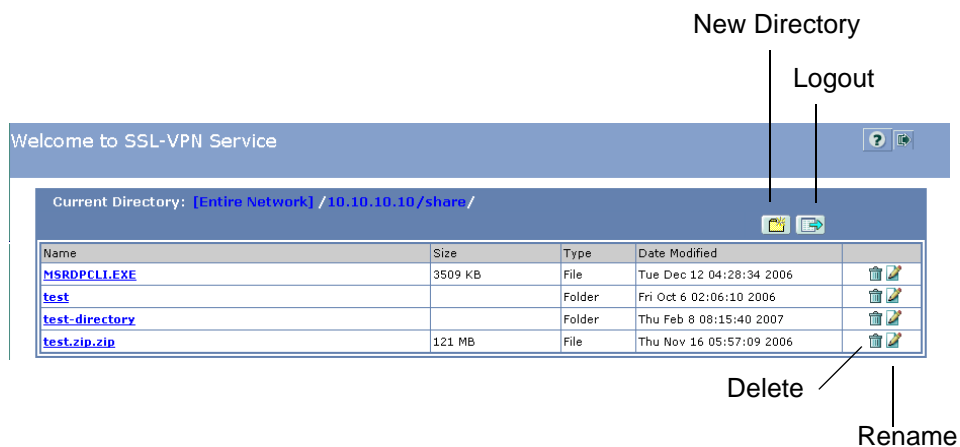 New Directory
Logout
Welcome to SSL-VPN Service
?
Current Directory: [Entire Network] /10.10.10.10/share/
Name Size Type Date Modified
MSRDPCLI.EXE 3509 KB File Tue Dec 12 04:28:34 2006
test Folder Fri Oct 6 02:06:10 2006
test-directory Folder Thu Feb 8 08:15:40 2007
test.zip.zip 121 MB File Thu Nov 16 05:57:09 2006
Delete
Rename